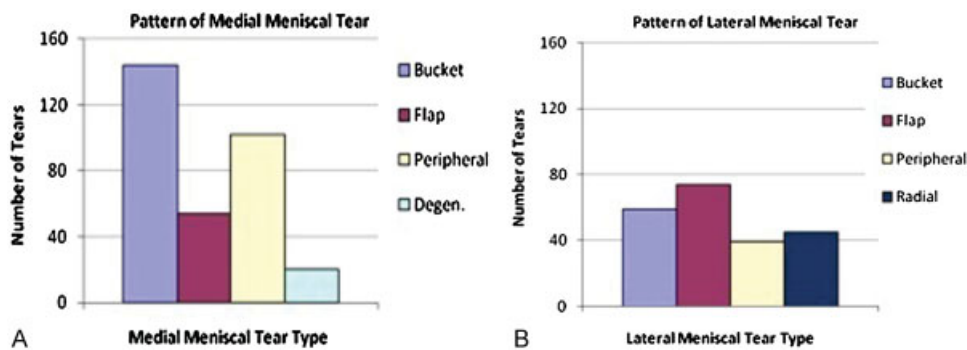 Pattern of Medial Meniscal Tear
160
120
80
40
0
Number of Tears
Bucket
Flap
Peripheral
Degen.
A
Medial Meniscal Tear Type
Pattern of Lateral Meniscal Tear
160
120
80
40
0
Number of Tears
Bucket
Flap
Peripheral
Radial
B
Lateral Meniscal Tear Type